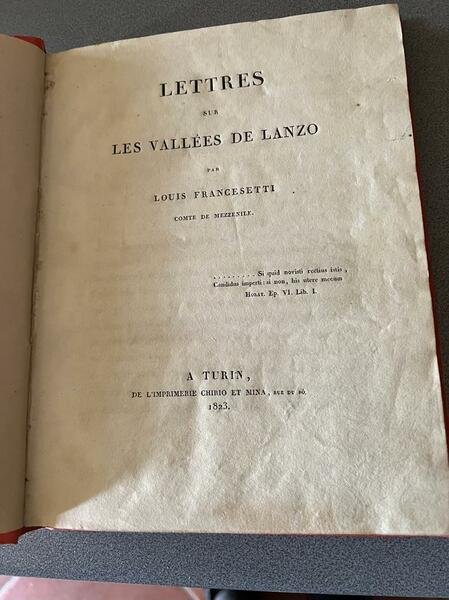 LETTRES
SUR
LES VALLÉES DE LANZO
PAR
LOUIS FRANCESETTI
COMTE DE MEZZENILE.
. . . . . . . . . Si quid novisti rectius istis ,
Candidus imperti: si non, his utere mecum
HORAT. Ep. VI. Lib. I.
A TURIN,
DE L'IMPRIMERIE CHIRIO ET MINA, RUE DU PÔ.
1823.